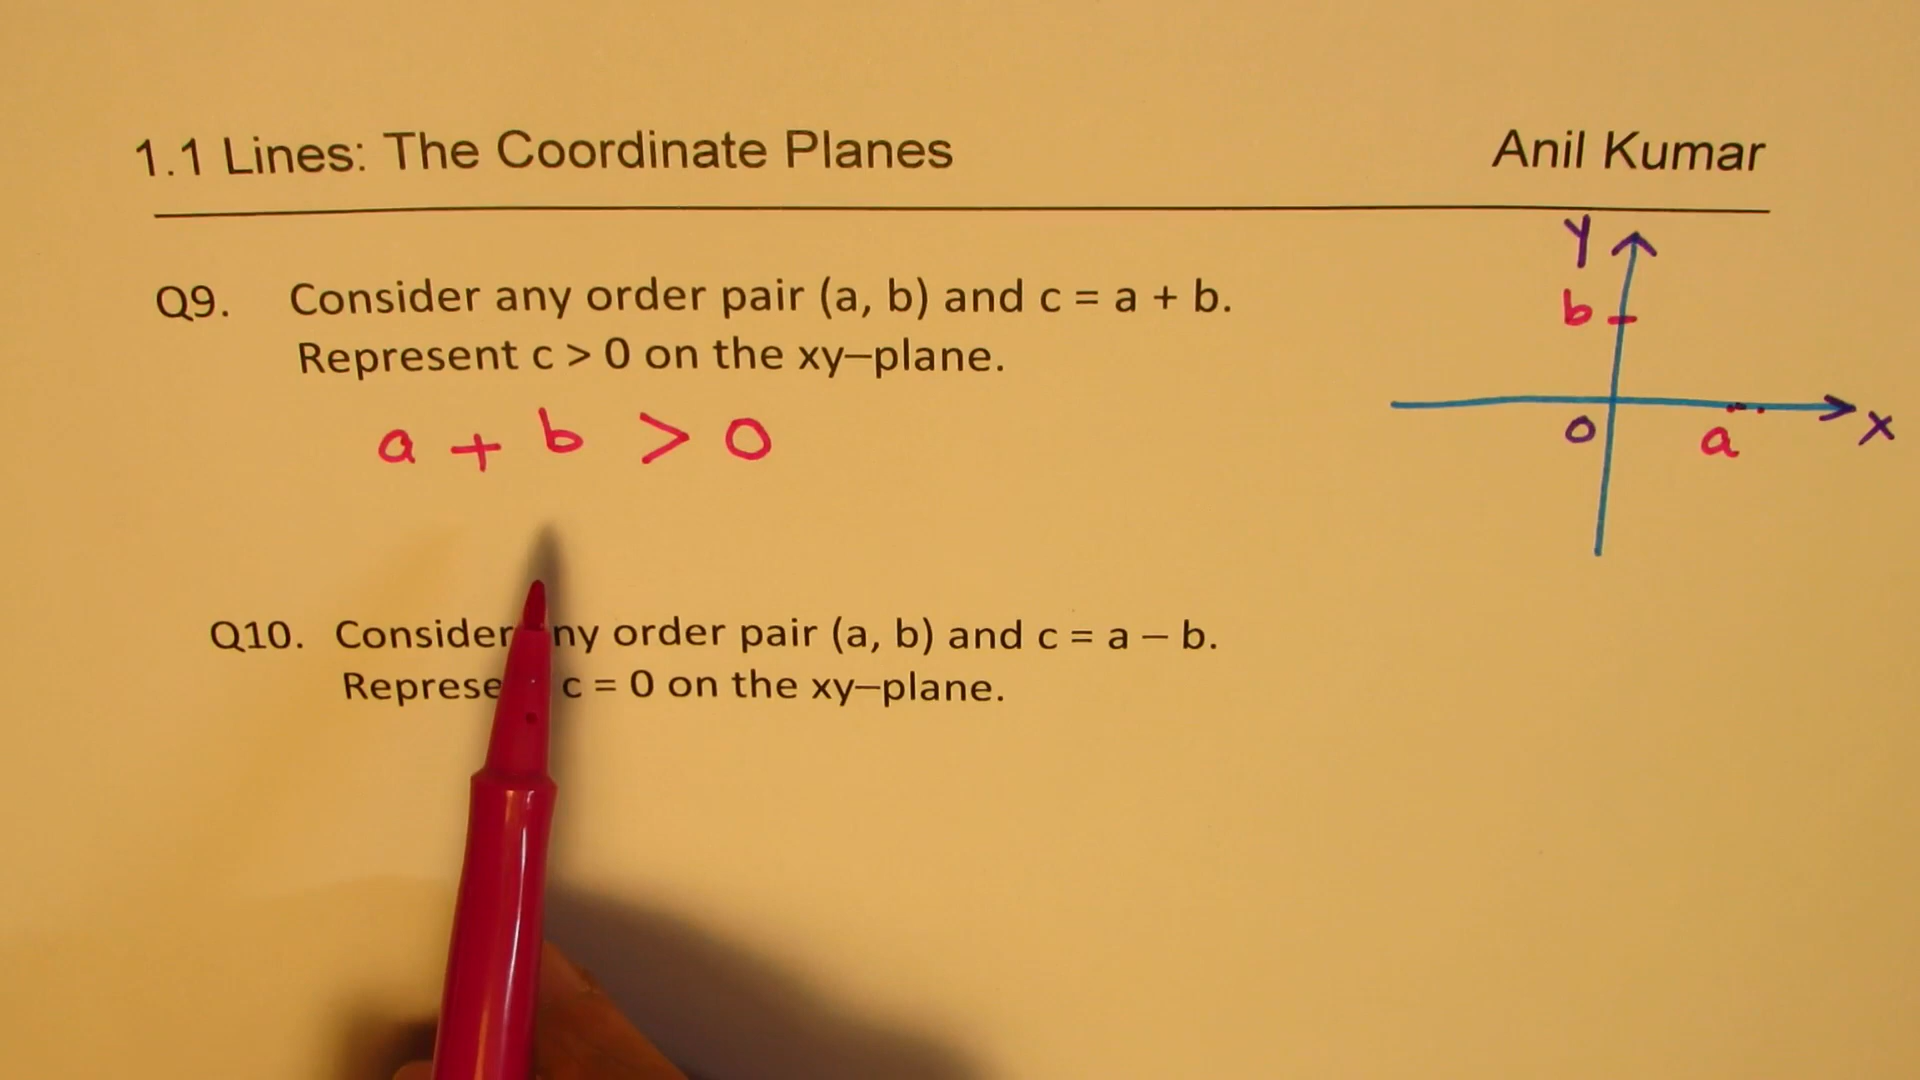 1.1 Lines: The Coordinate Planes
Anil Kumar
Q9. Consider any order pair (a, b) and c = a + b.
Represent c > 0 on the xy–plane.
a + b > 0
Y
b
0
a
X
Q10. Consider ny order pair (a, b) and c = a – b.
Represe c = 0 on the xy–plane.